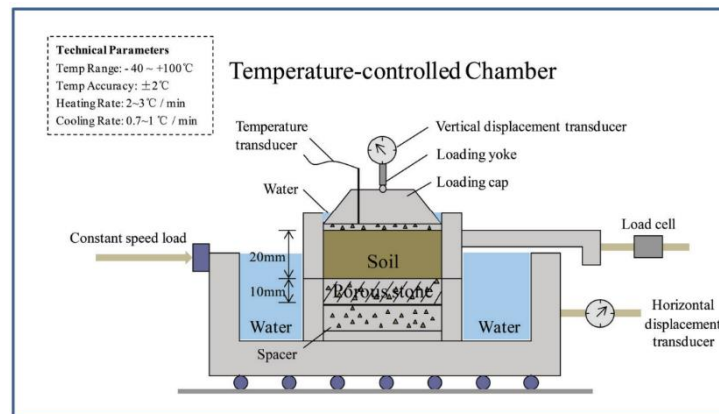 Technical Parameters
Temp Range: - 40 ~ +100℃
Temp Accuracy: ±2℃
Heating Rate: 2~3℃ / min
Cooling Rate: 0.7~1℃ / min
Temperature-controlled Chamber
Temperature
transducer
Vertical displacement transducer
Loading yoke
Water
Loading cap
Constant speed load
Load cell
20mm
Soil
10mm
Porous stone
Water
Water
Horizontal
displacement
transducer
Spacer